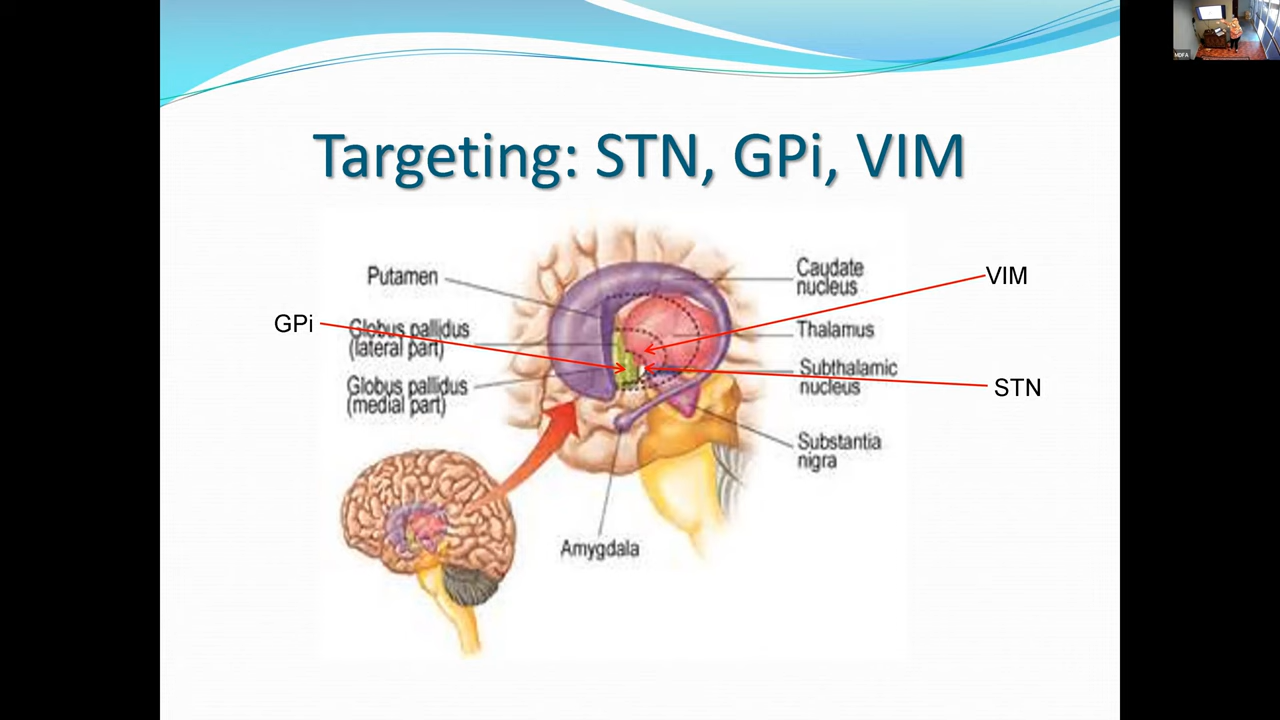 Targeting: STN, GPi, VIM
Putamen
Caudate
nucleus
VIM
GPi
Globus pallidus
(lateral part)
Thalamus
Globus pallidus
(medial part)
Subthalamic
nucleus
STN
Substantia
nigra
Amygdala
MDFA